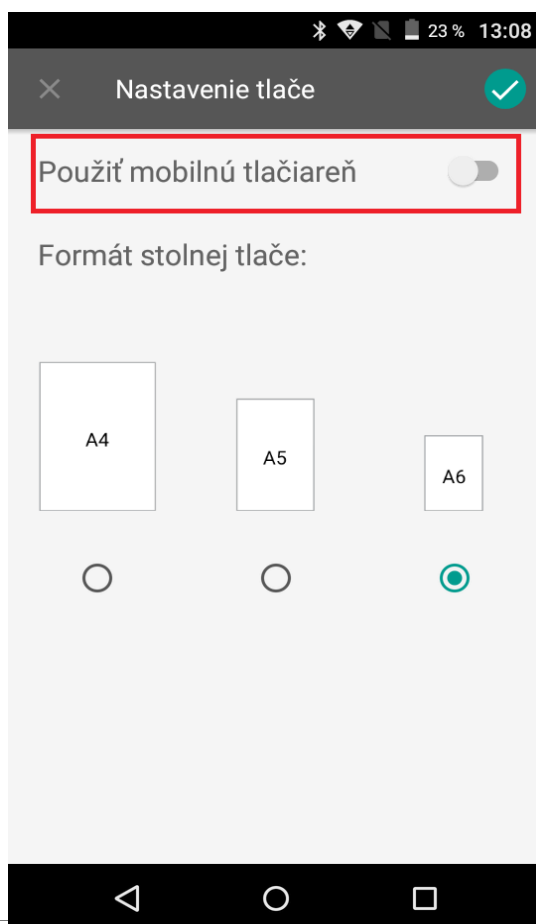 23 % 13:08
Nastavenie tlače
Použiť mobilnú tlačiareň
Formát stolnej tlače:
A4
A5
A6